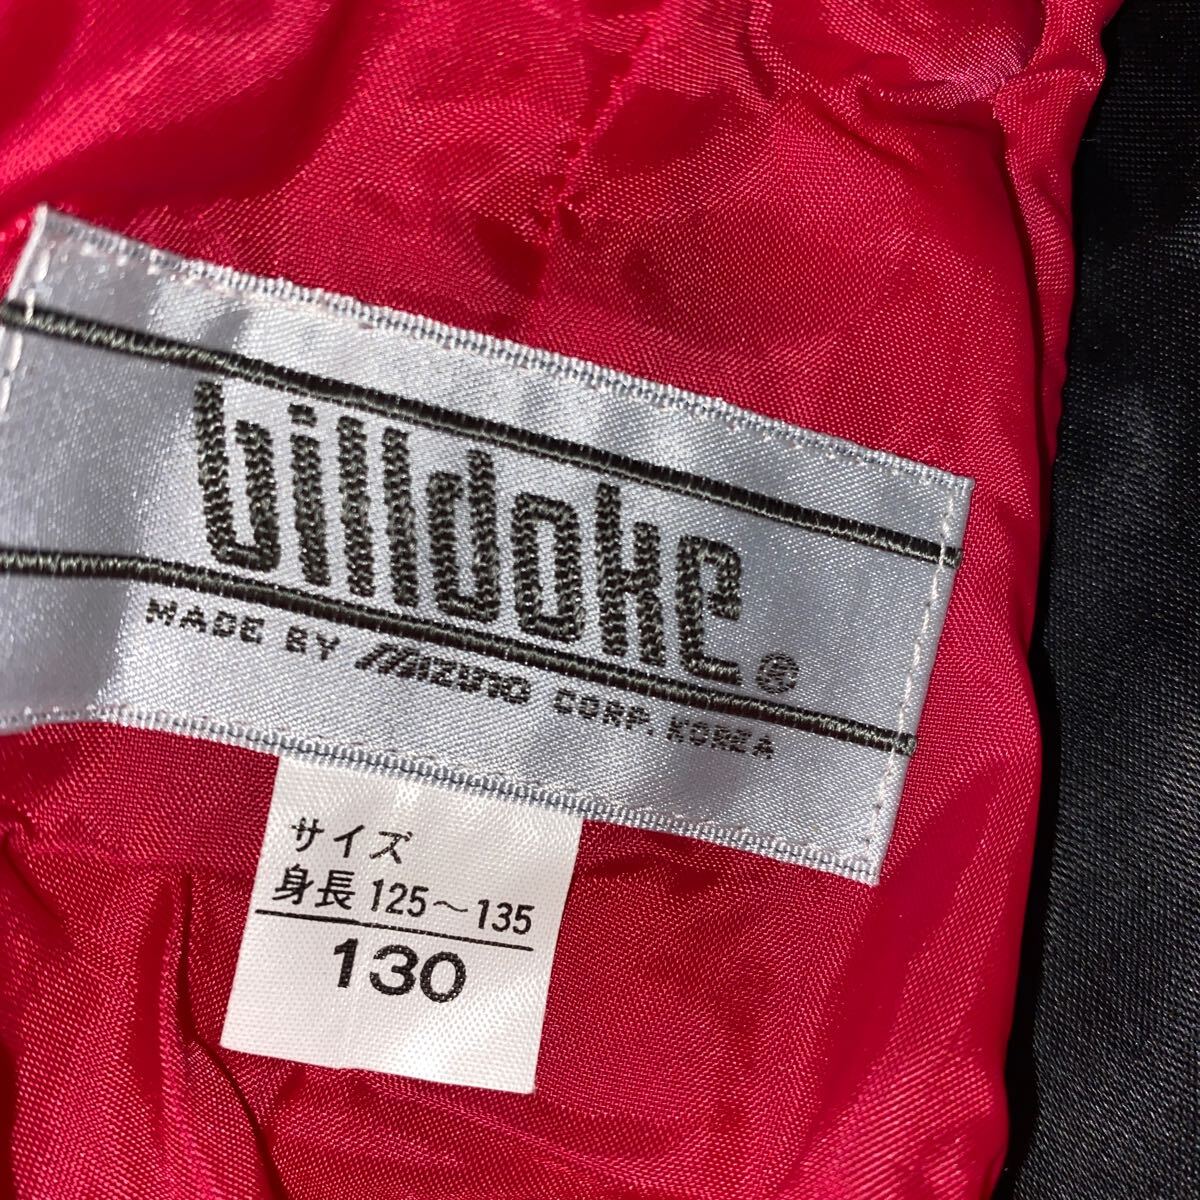 billdoke®
MADE BY MIZUNO CORP. KOREA
サイズ
身長 125～135
130